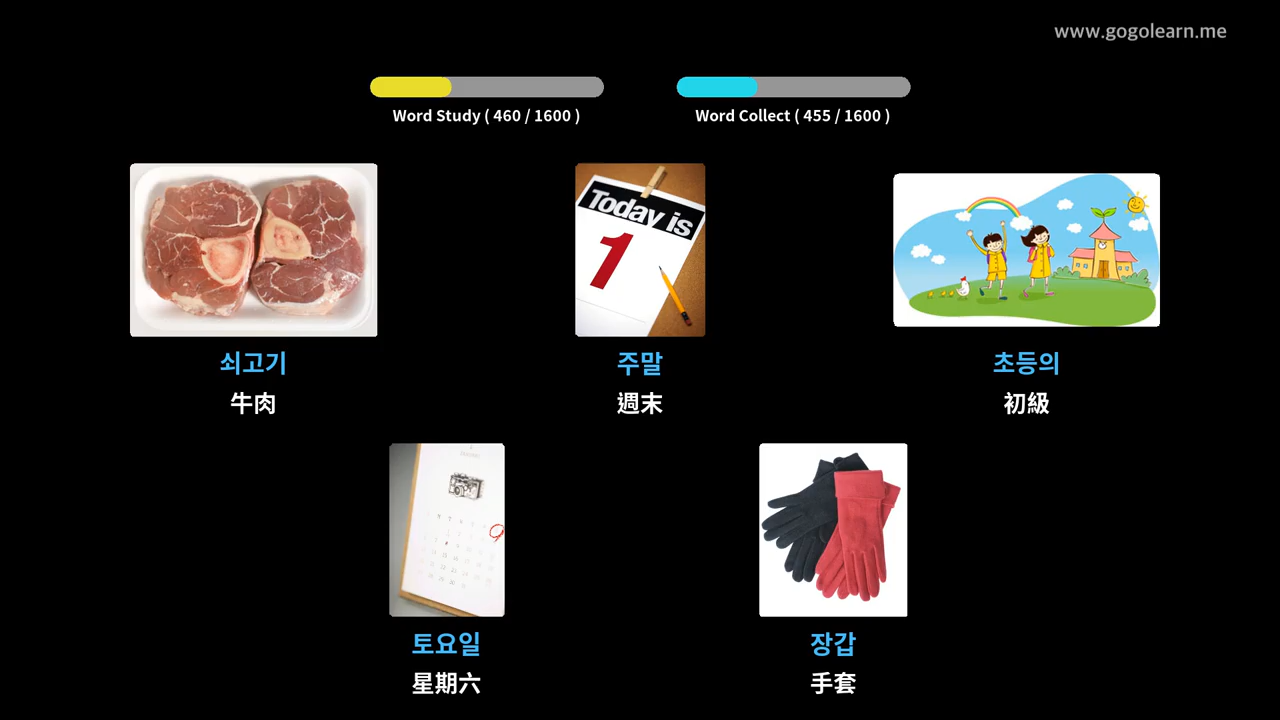 www.gogolearn.me
Word Study ( 460 / 1600 )
Word Collect ( 455 / 1600 )
Today is
1
쇠고기
주말
초등의
牛肉
週末
初級
토요일
장갑
星期六
手套